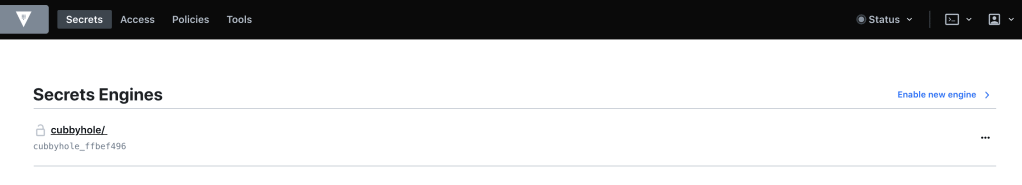 Secrets Access Policies Tools Status
Secrets Engines
Enable new engine
cubbyhole/
cubbyhole_ffbef496